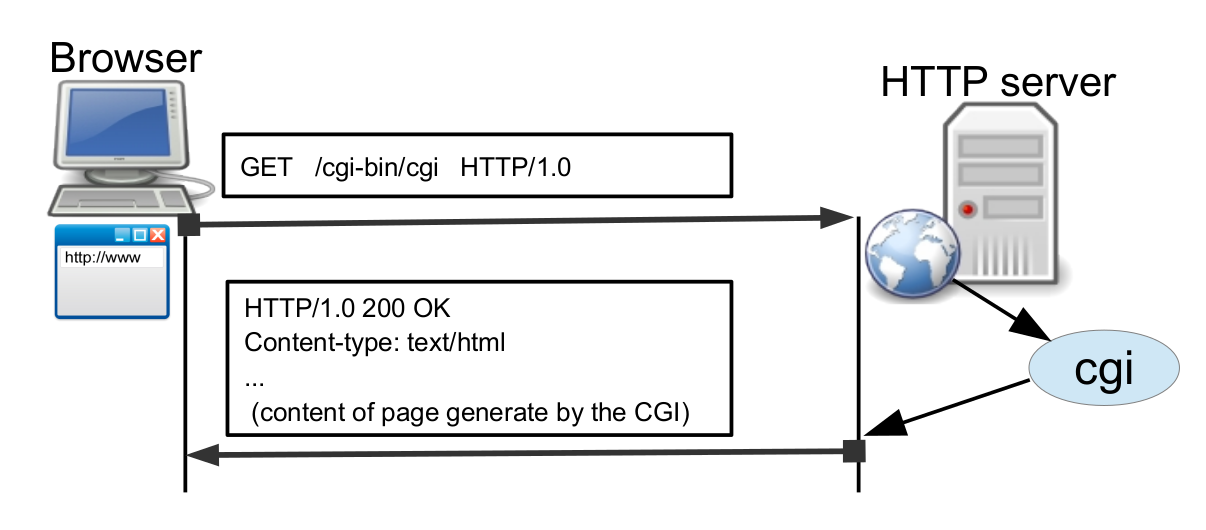 Browser
HTTP server
GET /cgi-bin/cgi HTTP/1.0
http://www
HTTP/1.0 200 OK
Content-type: text/html
...
(content of page generate by the CGI)
cgi